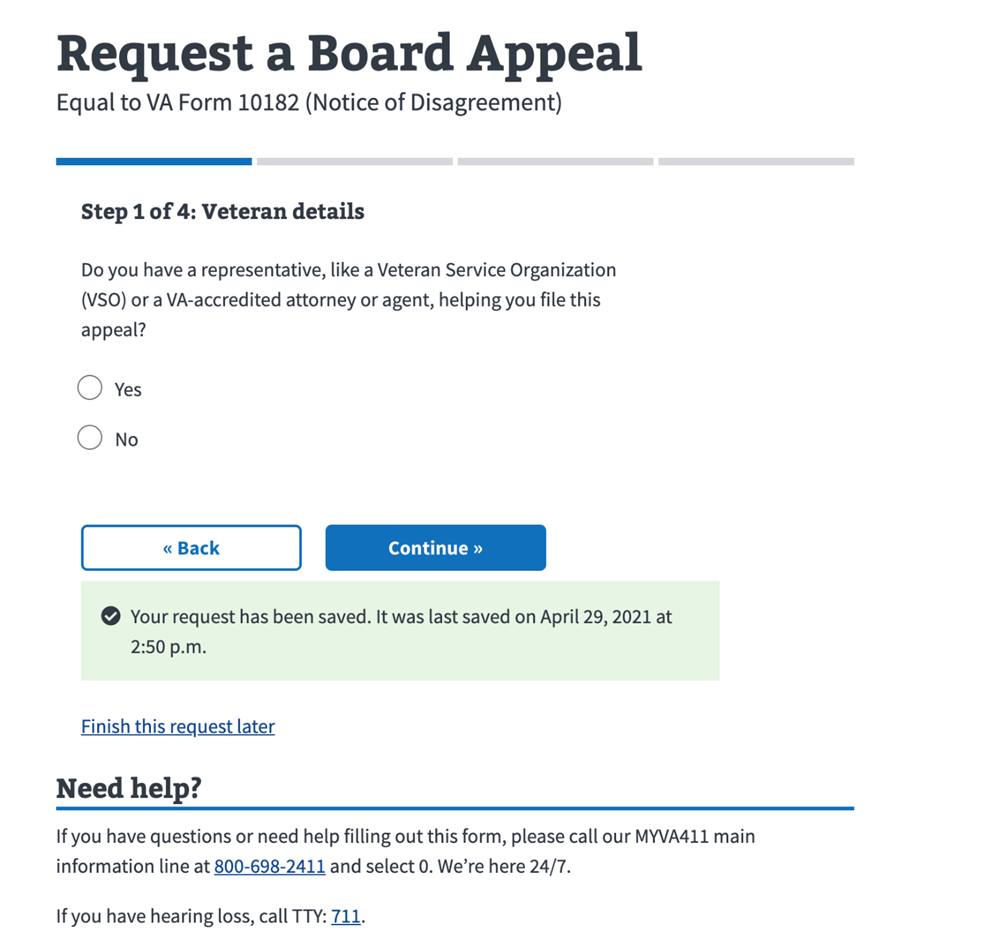 Request a Board Appeal
Equal to VA Form 10182 (Notice of Disagreement)
Step 1 of 4: Veteran details
Do you have a representative, like a Veteran Service Organization
(VSO) or a VA-accredited attorney or agent, helping you file this
appeal?
Yes
No
« Back
Continue »
Your request has been saved. It was last saved on April 29, 2021 at
2:50 p.m.
Finish this request later
Need help?
If you have questions or need help filling out this form, please call our MYVA411 main
information line at 800-698-2411 and select 0. We’re here 24/7.
If you have hearing loss, call TTY: 711.